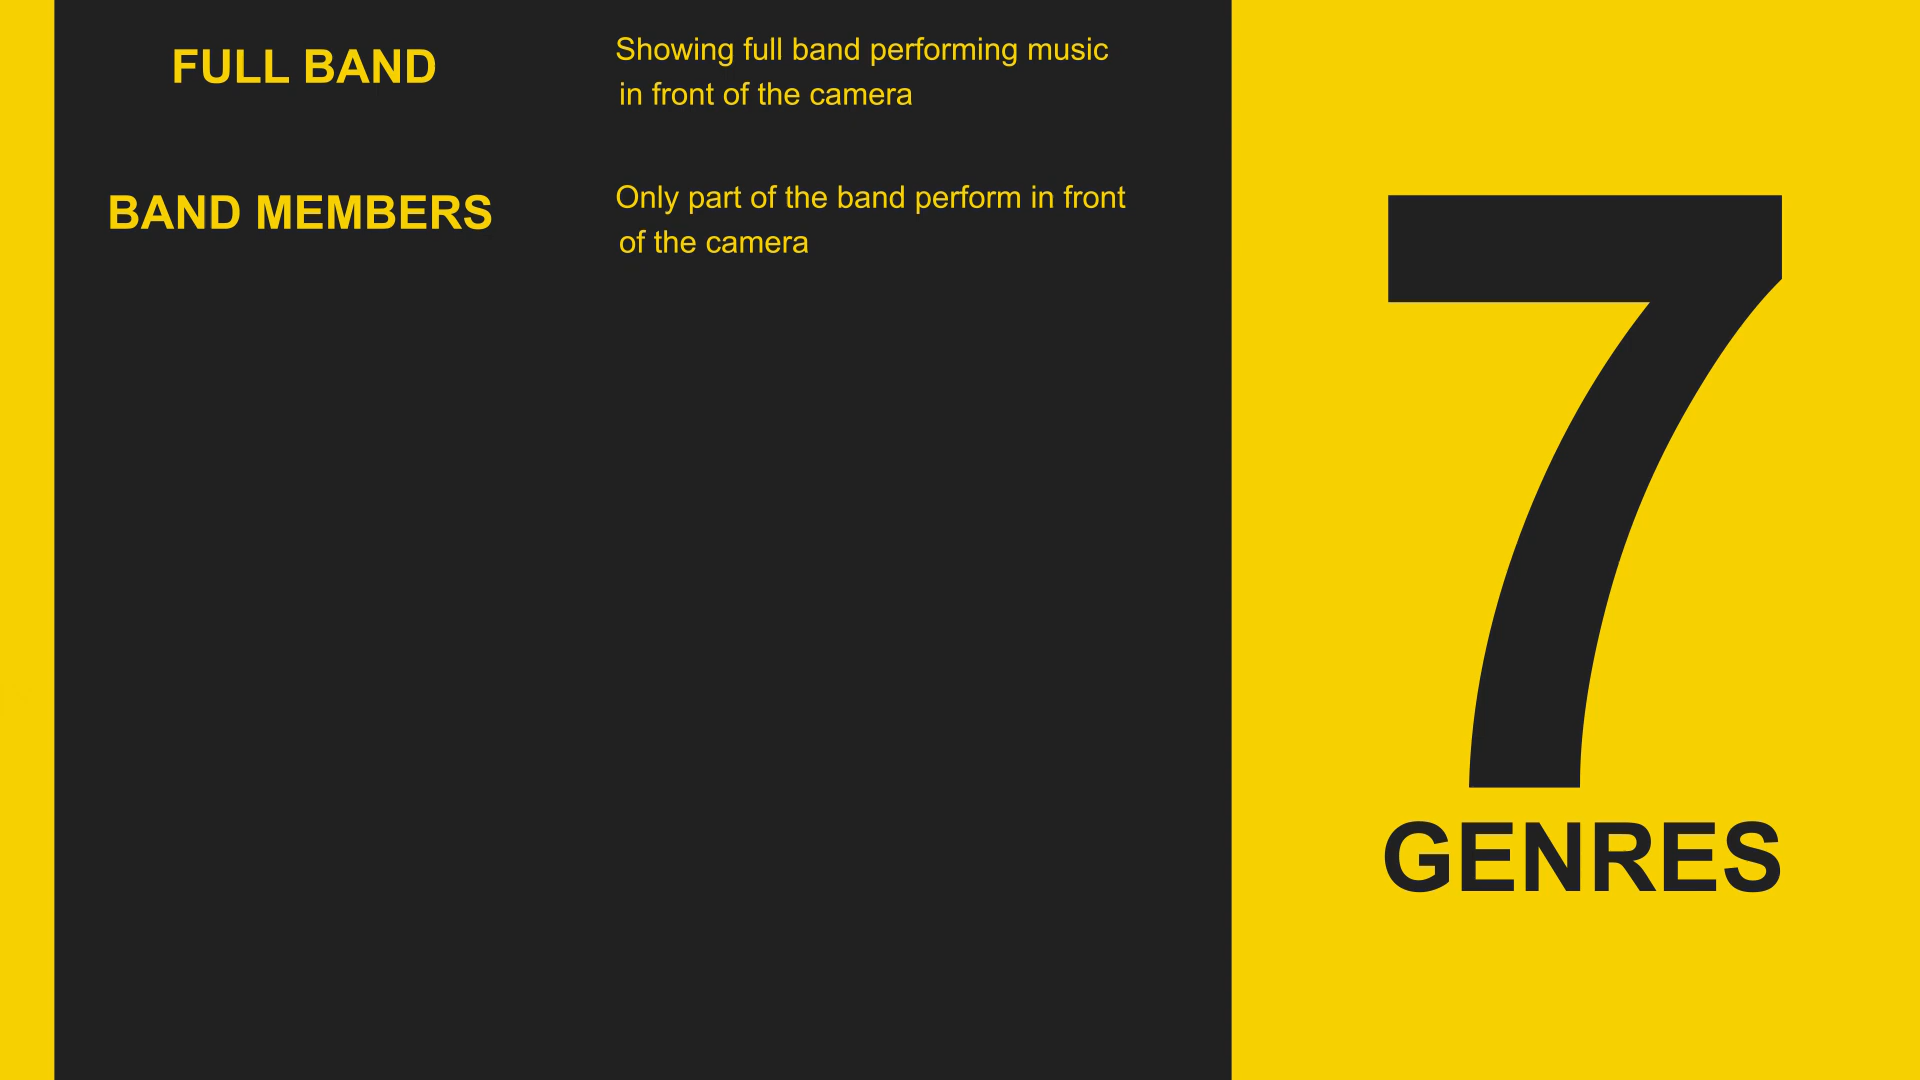 FULL BAND
Showing full band performing music
in front of the camera
BAND MEMBERS
Only part of the band perform in front
of the camera
7
GENRES